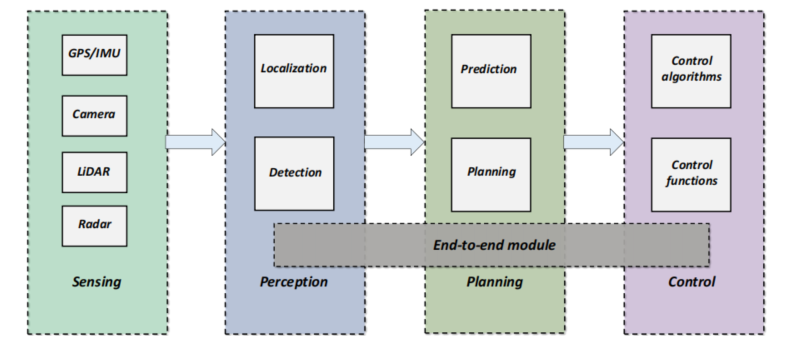 GPS/IMU
Camera
LiDAR
Radar
Sensing
Localization
Detection
Perception
Prediction
Planning
Planning
Control
algorithms
Control
functions
Control
End-to-end module